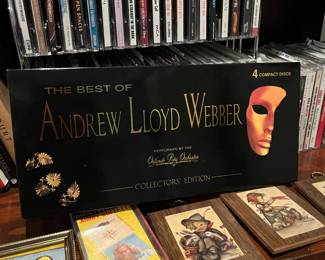 4 COMPACT DISCS
THE BEST OF
ANDREW LLOYD WEBBER
PERFORMED BY THE
Orlando Pops Orchestra
COLLECTORS' EDITION